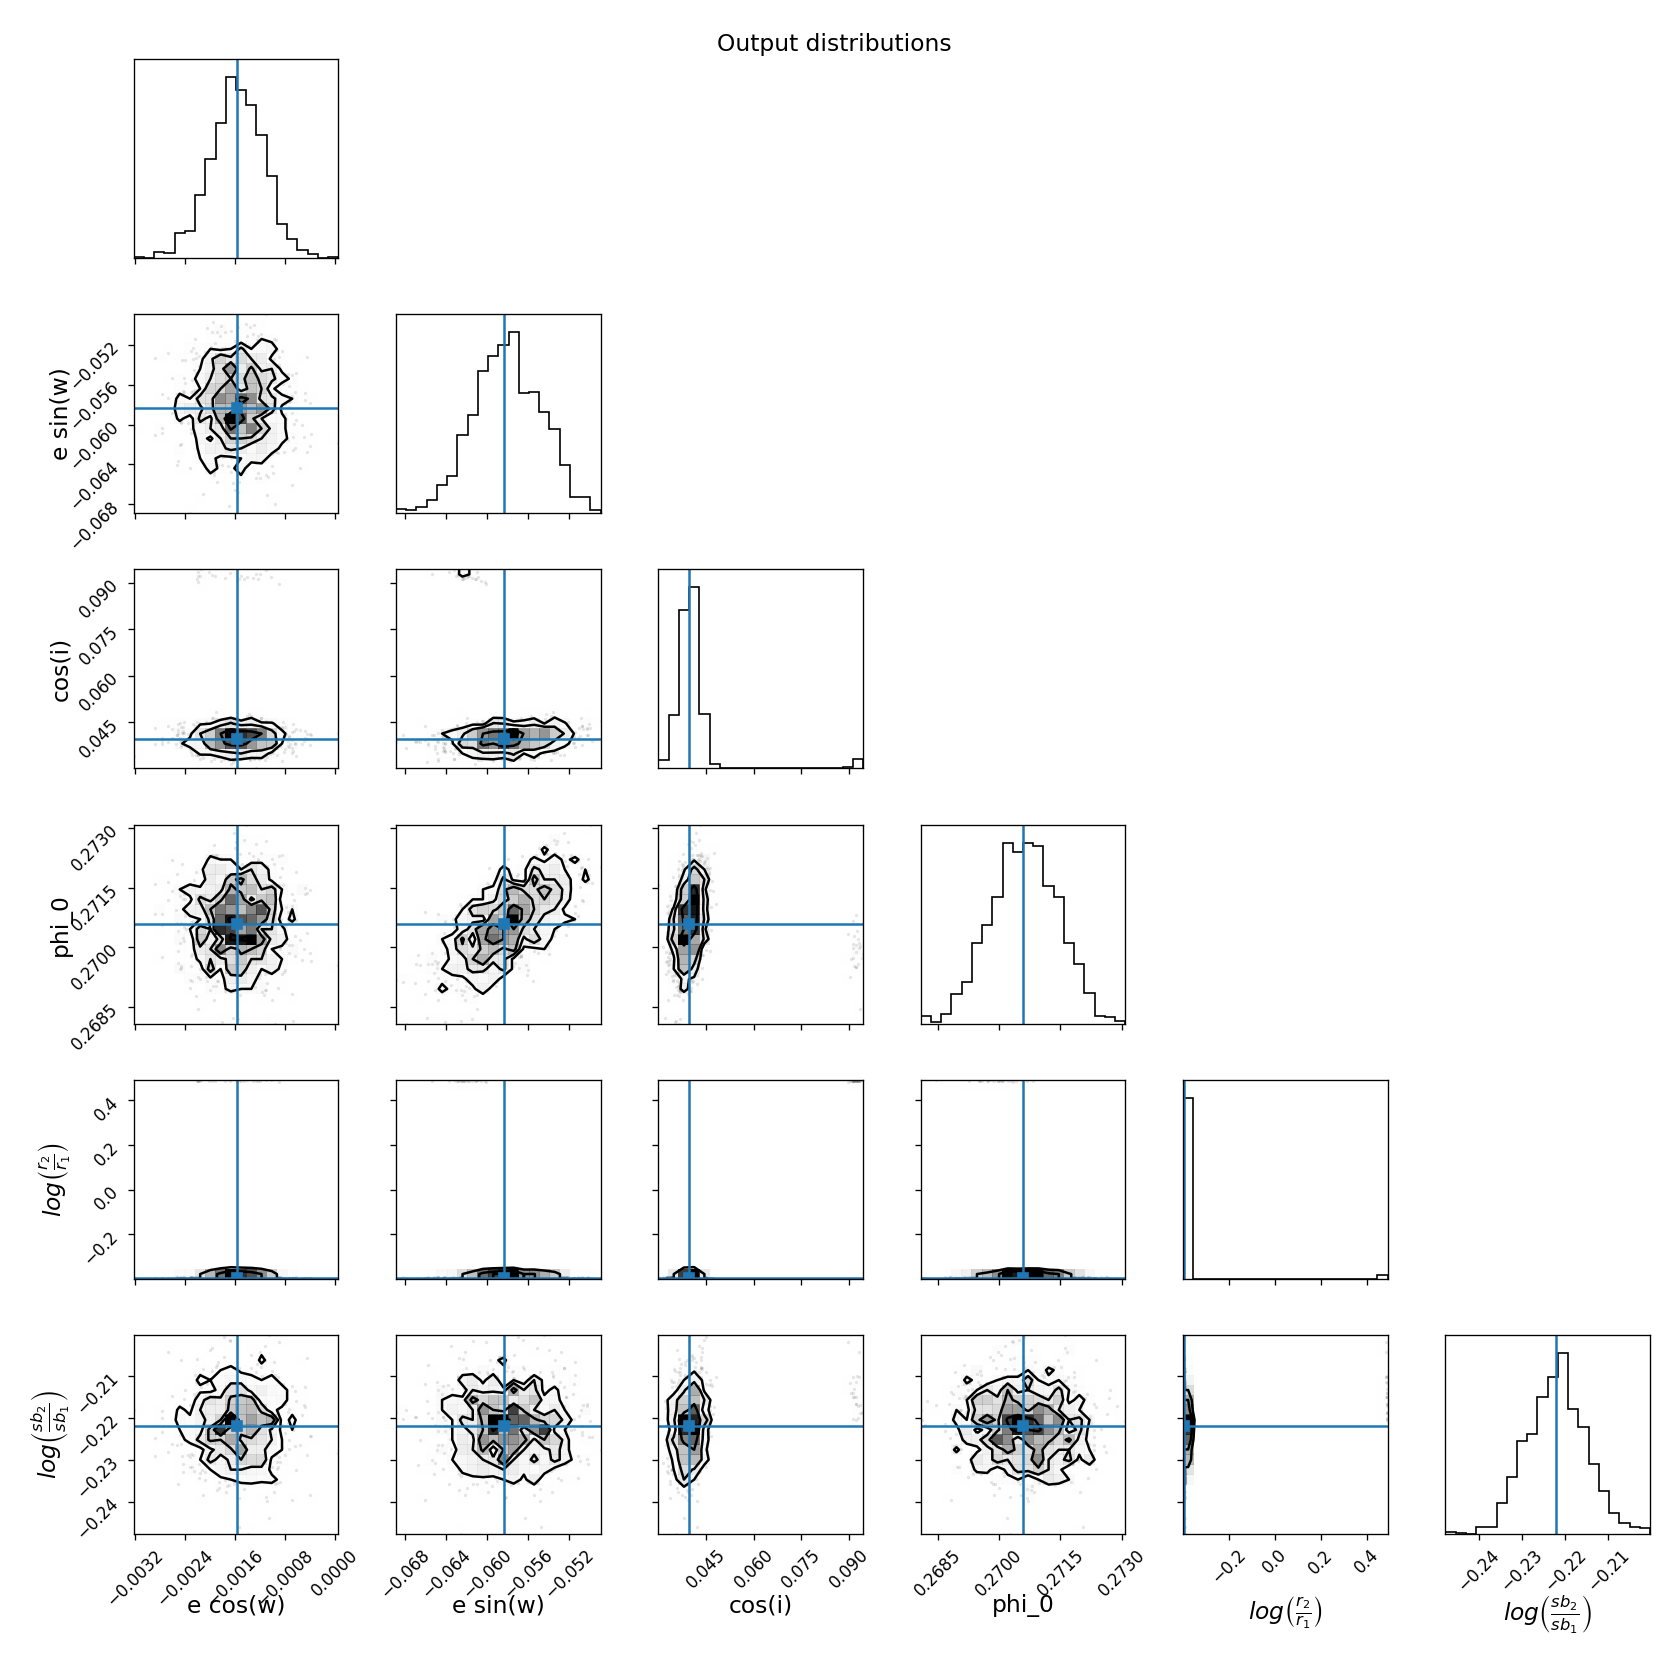 Output distributions
e sin(w)
−0.052
−0.056
−0.060
−0.064
−0.068
cos(i)
0.090
0.075
0.060
0.045
phi_0
0.2730
0.2715
0.2700
0.2685
log(r₂/r₁)
0.4
0.2
0.0
−0.2
log(sb₂/sb₁)
−0.21
−0.22
−0.23
−0.24
−0.0032 −0.0024 −0.0016 −0.0008 0.0000
e cos(w)
−0.068 −0.064 −0.060 −0.056 −0.052
e sin(w)
0.045 0.060 0.075 0.090
cos(i)
0.2685 0.2700 0.2715 0.2730
phi_0
−0.2 0.0 0.2 0.4
log(r₂/r₁)
−0.24 −0.23 −0.22 −0.21
log(sb₂/sb₁)